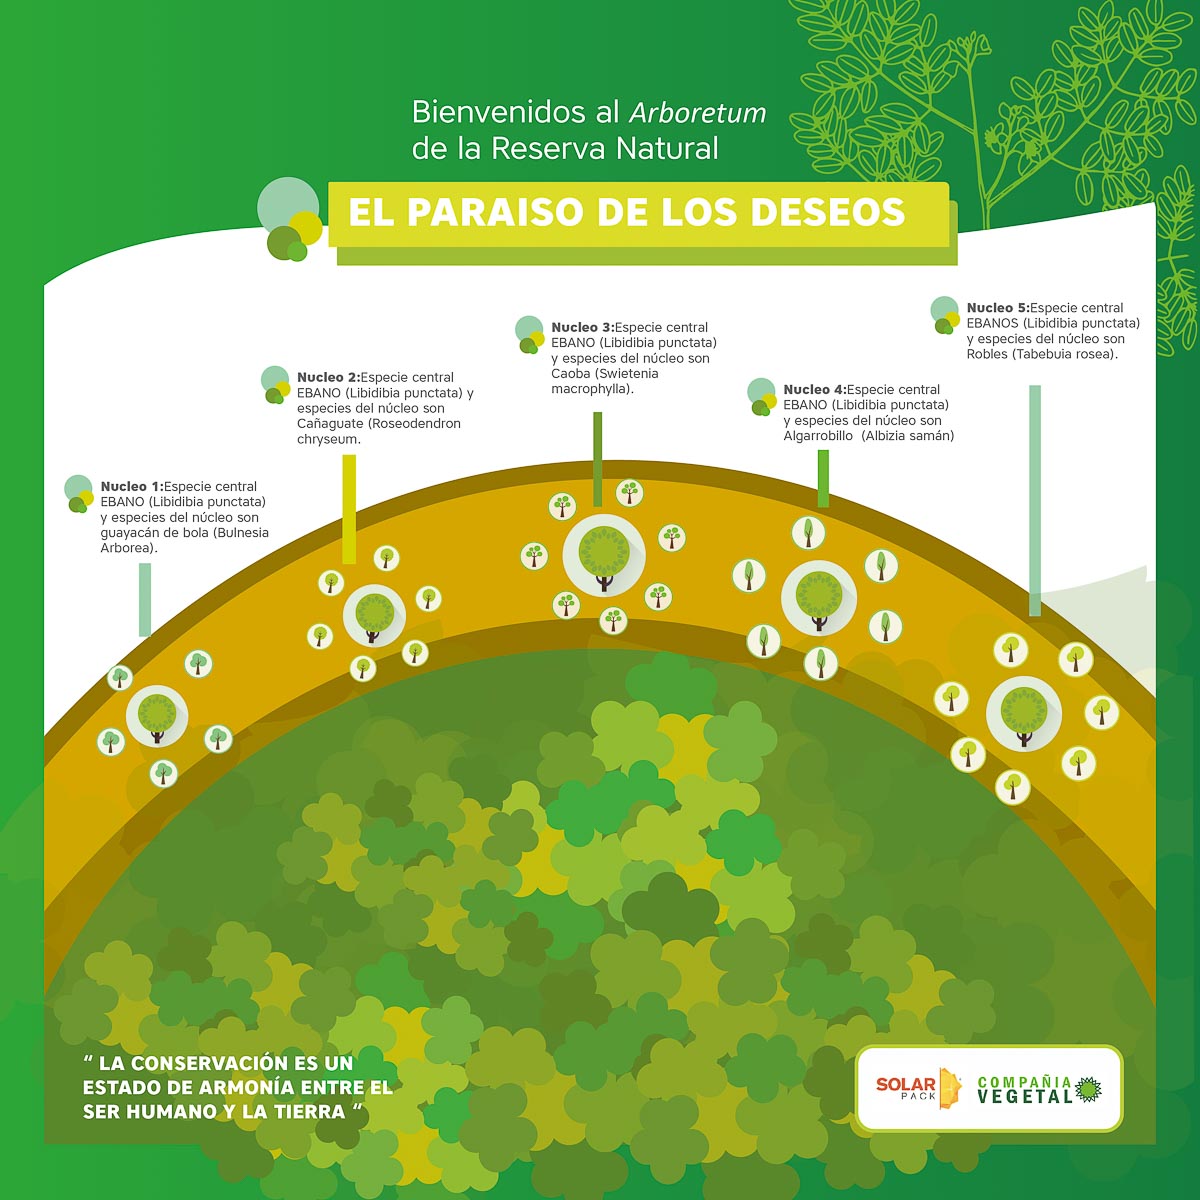 Bienvenidos al Arboretum
de la Reserva Natural
EL PARAISO DE LOS DESEOS
Nucleo 1:Especie central
EBANO (Libidibia punctata)
y especies del núcleo son
guayacán de bola (Bulnesia
Arborea).
Nucleo 2:Especie central
EBANO (Libidibia punctata) y
especies del núcleo son
Cañaguate (Roseodendron
chryseum.
Nucleo 3:Especie central
EBANO (Libidibia punctata)
y especies del núcleo son
Caoba (Swietenia
macrophylla).
Nucleo 4:Especie central
EBANO (Libidibia punctata)
y especies del núcleo son
Algarrobillo (Albizia samán)
Nucleo 5:Especie central
EBANOS (Libidibia punctata)
y especies del núcleo son
Robles (Tabebuia rosea).
“ LA CONSERVACIÓN ES UN
ESTADO DE ARMONÍA ENTRE EL
SER HUMANO Y LA TIERRA “
SOLAR
PACK
COMPAÑIA
VEGETAL